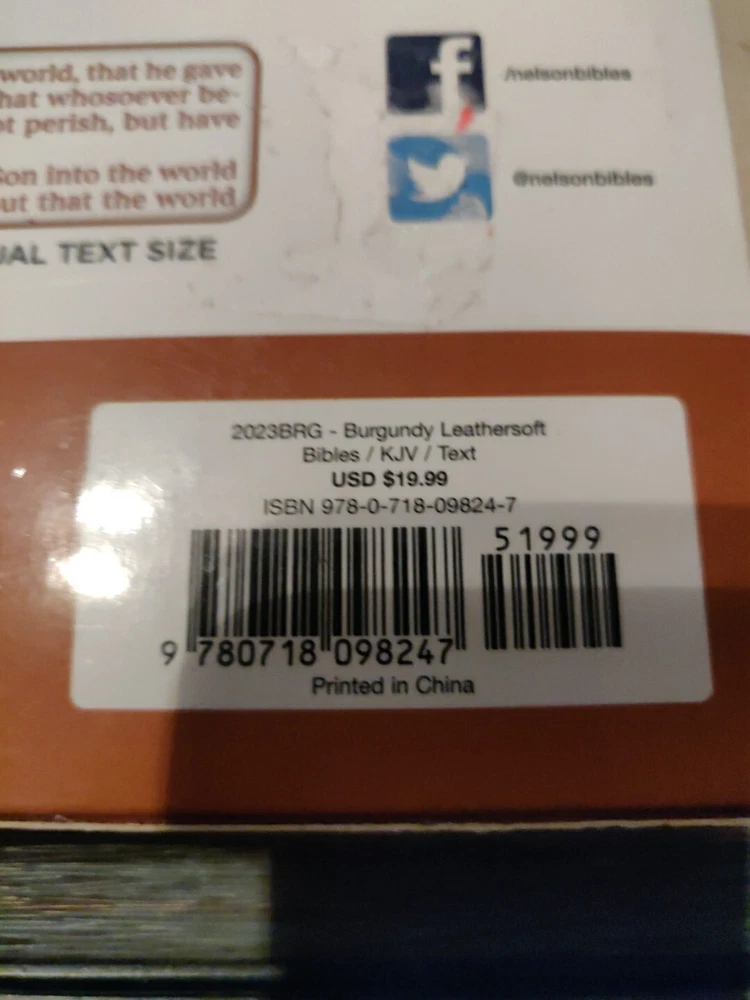 world, that he gave
hat whosoever be-
ot perish, but have
Son into the world
ut that the world
UAL TEXT SIZE
f
/nelsonbibles
@nelsonbibles
2023BRG - Burgundy Leathersoft
Bibles / KJV / Text
USD $19.99
ISBN 978-0-718-09824-7
51999
9 780718 098247
Printed in China